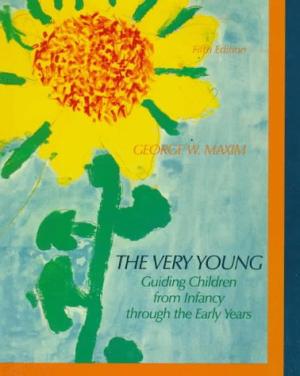 Fifth Edition
GEORGE W. MAXIM
THE VERY YOUNG
Guiding Children
from Infancy
through the Early Years